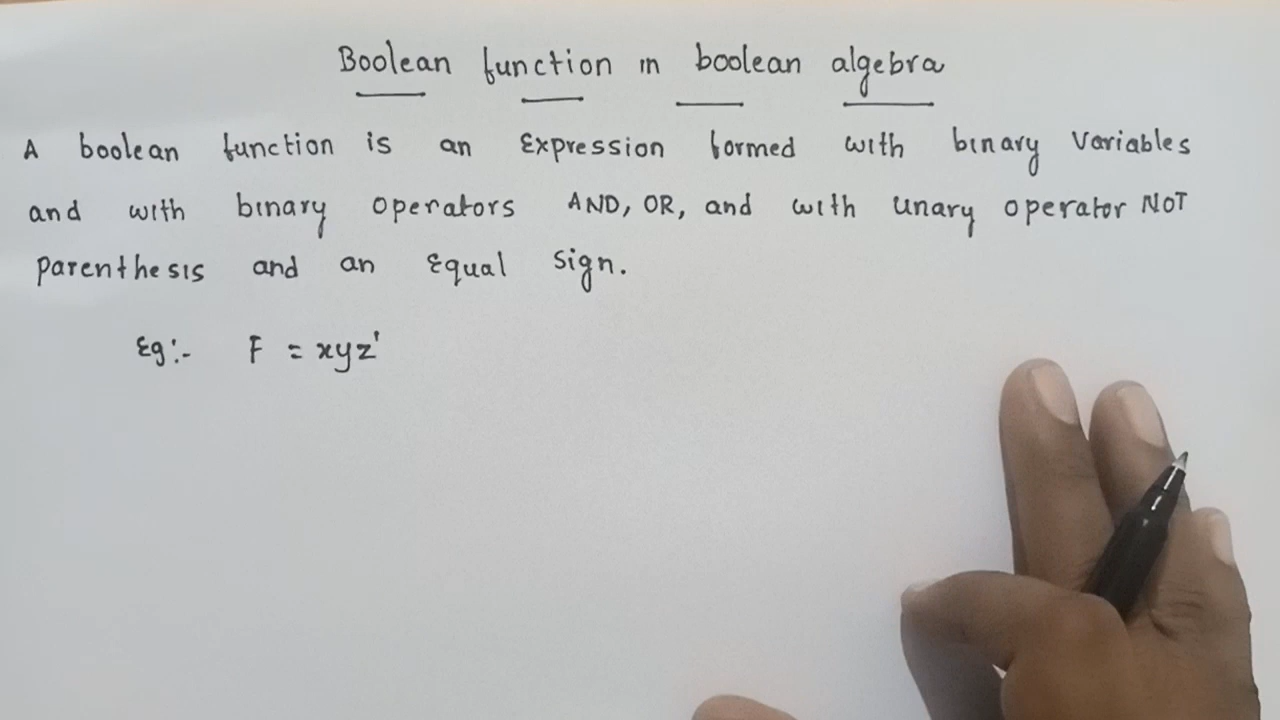 Boolean function in boolean algebra
A boolean function is an Expression formed with binary Variables
and with binary operators AND, OR, and with unary operator NOT
parenthesis and an Equal sign.
Eg:- F = xyz'